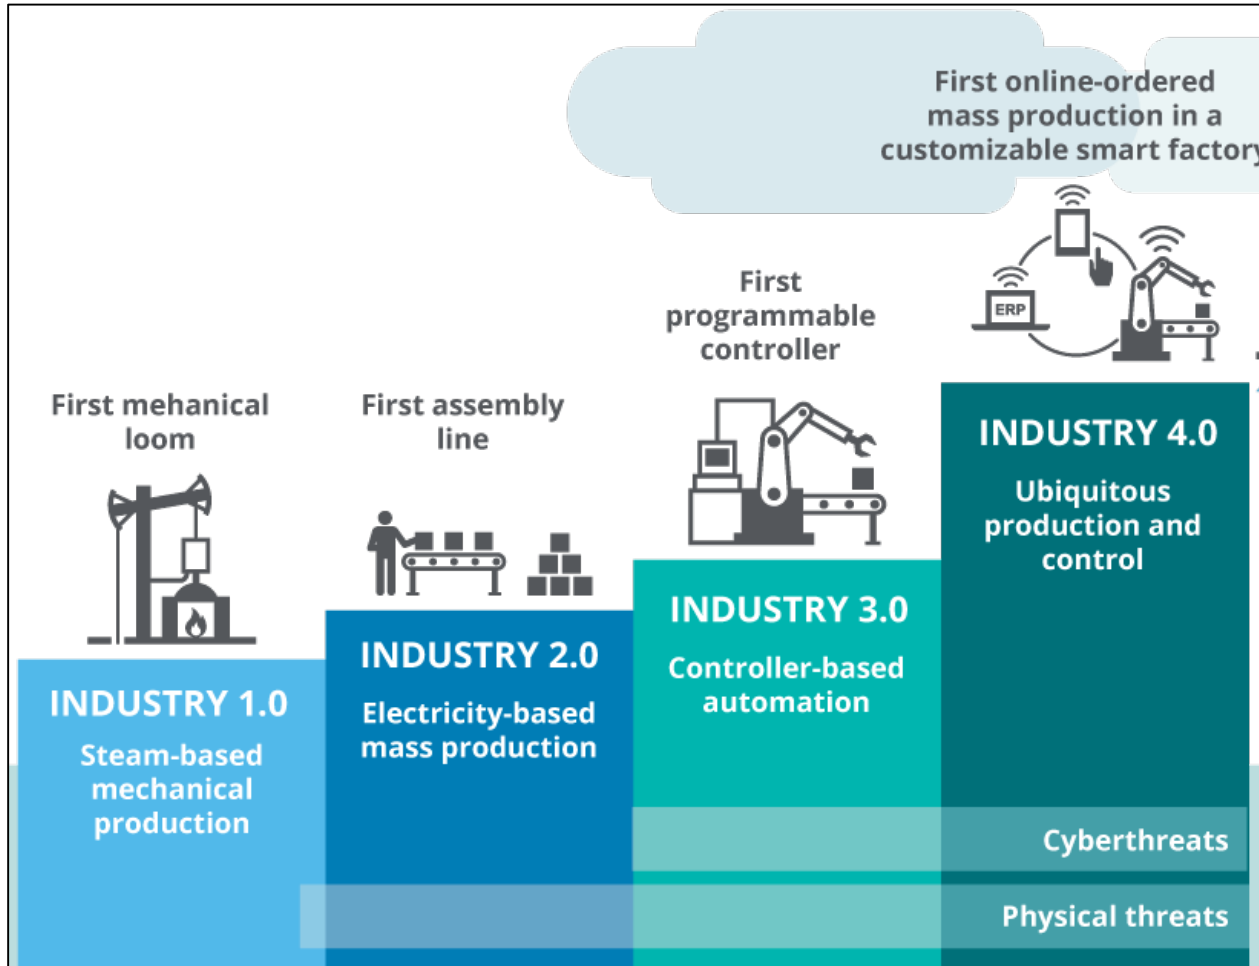 First online-ordered
mass production in a
customizable smart factory
ERP
First
programmable
controller
First mehanical
loom
First assembly
line
INDUSTRY 1.0
Steam-based
mechanical
production
INDUSTRY 2.0
Electricity-based
mass production
INDUSTRY 3.0
Controller-based
automation
INDUSTRY 4.0
Ubiquitous
production and
control
Cyberthreats
Physical threats